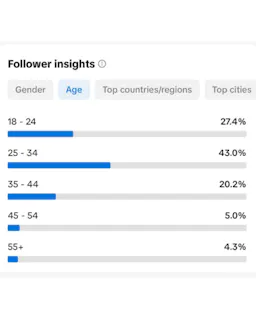 Follower insights
Gender Age Top countries/regions Top cities
18 - 24 27.4%
25 - 34 43.0%
35 - 44 20.2%
45 - 54 5.0%
55+ 4.3%